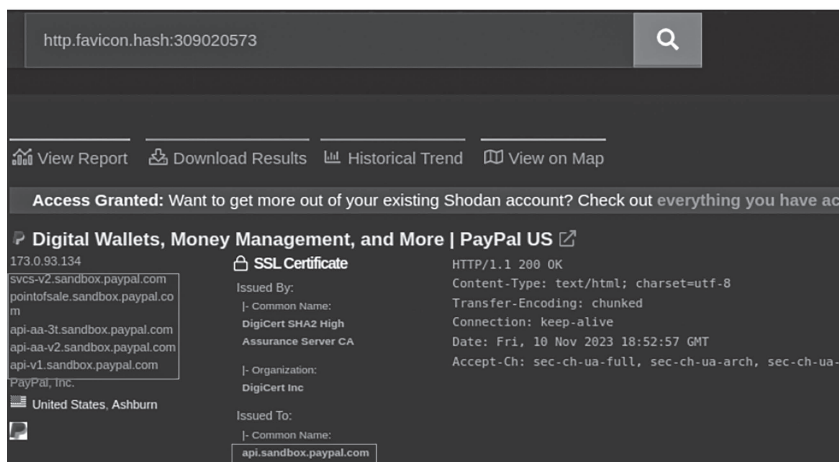 http.favicon.hash:309020573
View Report
Download Results
Historical Trend
View on Map
Access Granted: Want to get more out of your existing Shodan account? Check out everything you have ac
Digital Wallets, Money Management, and More | PayPal US
173.0.93.134
svcs-v2.sandbox.paypal.com
pointofsale.sandbox.paypal.co
m
api-aa-3t.sandbox.paypal.com
api-aa-v2.sandbox.paypal.com
api-v1.sandbox.paypal.com
PayPal, Inc.
United States, Ashburn
SSL Certificate
Issued By:
|- Common Name:
DigiCert SHA2 High
Assurance Server CA
|- Organization:
DigiCert Inc
Issued To:
|- Common Name:
api.sandbox.paypal.com
HTTP/1.1 200 OK
Content-Type: text/html; charset=utf-8
Transfer-Encoding: chunked
Connection: keep-alive
Date: Fri, 10 Nov 2023 18:52:57 GMT
Accept-Ch: sec-ch-ua-full, sec-ch-ua-arch, sec-ch-ua-